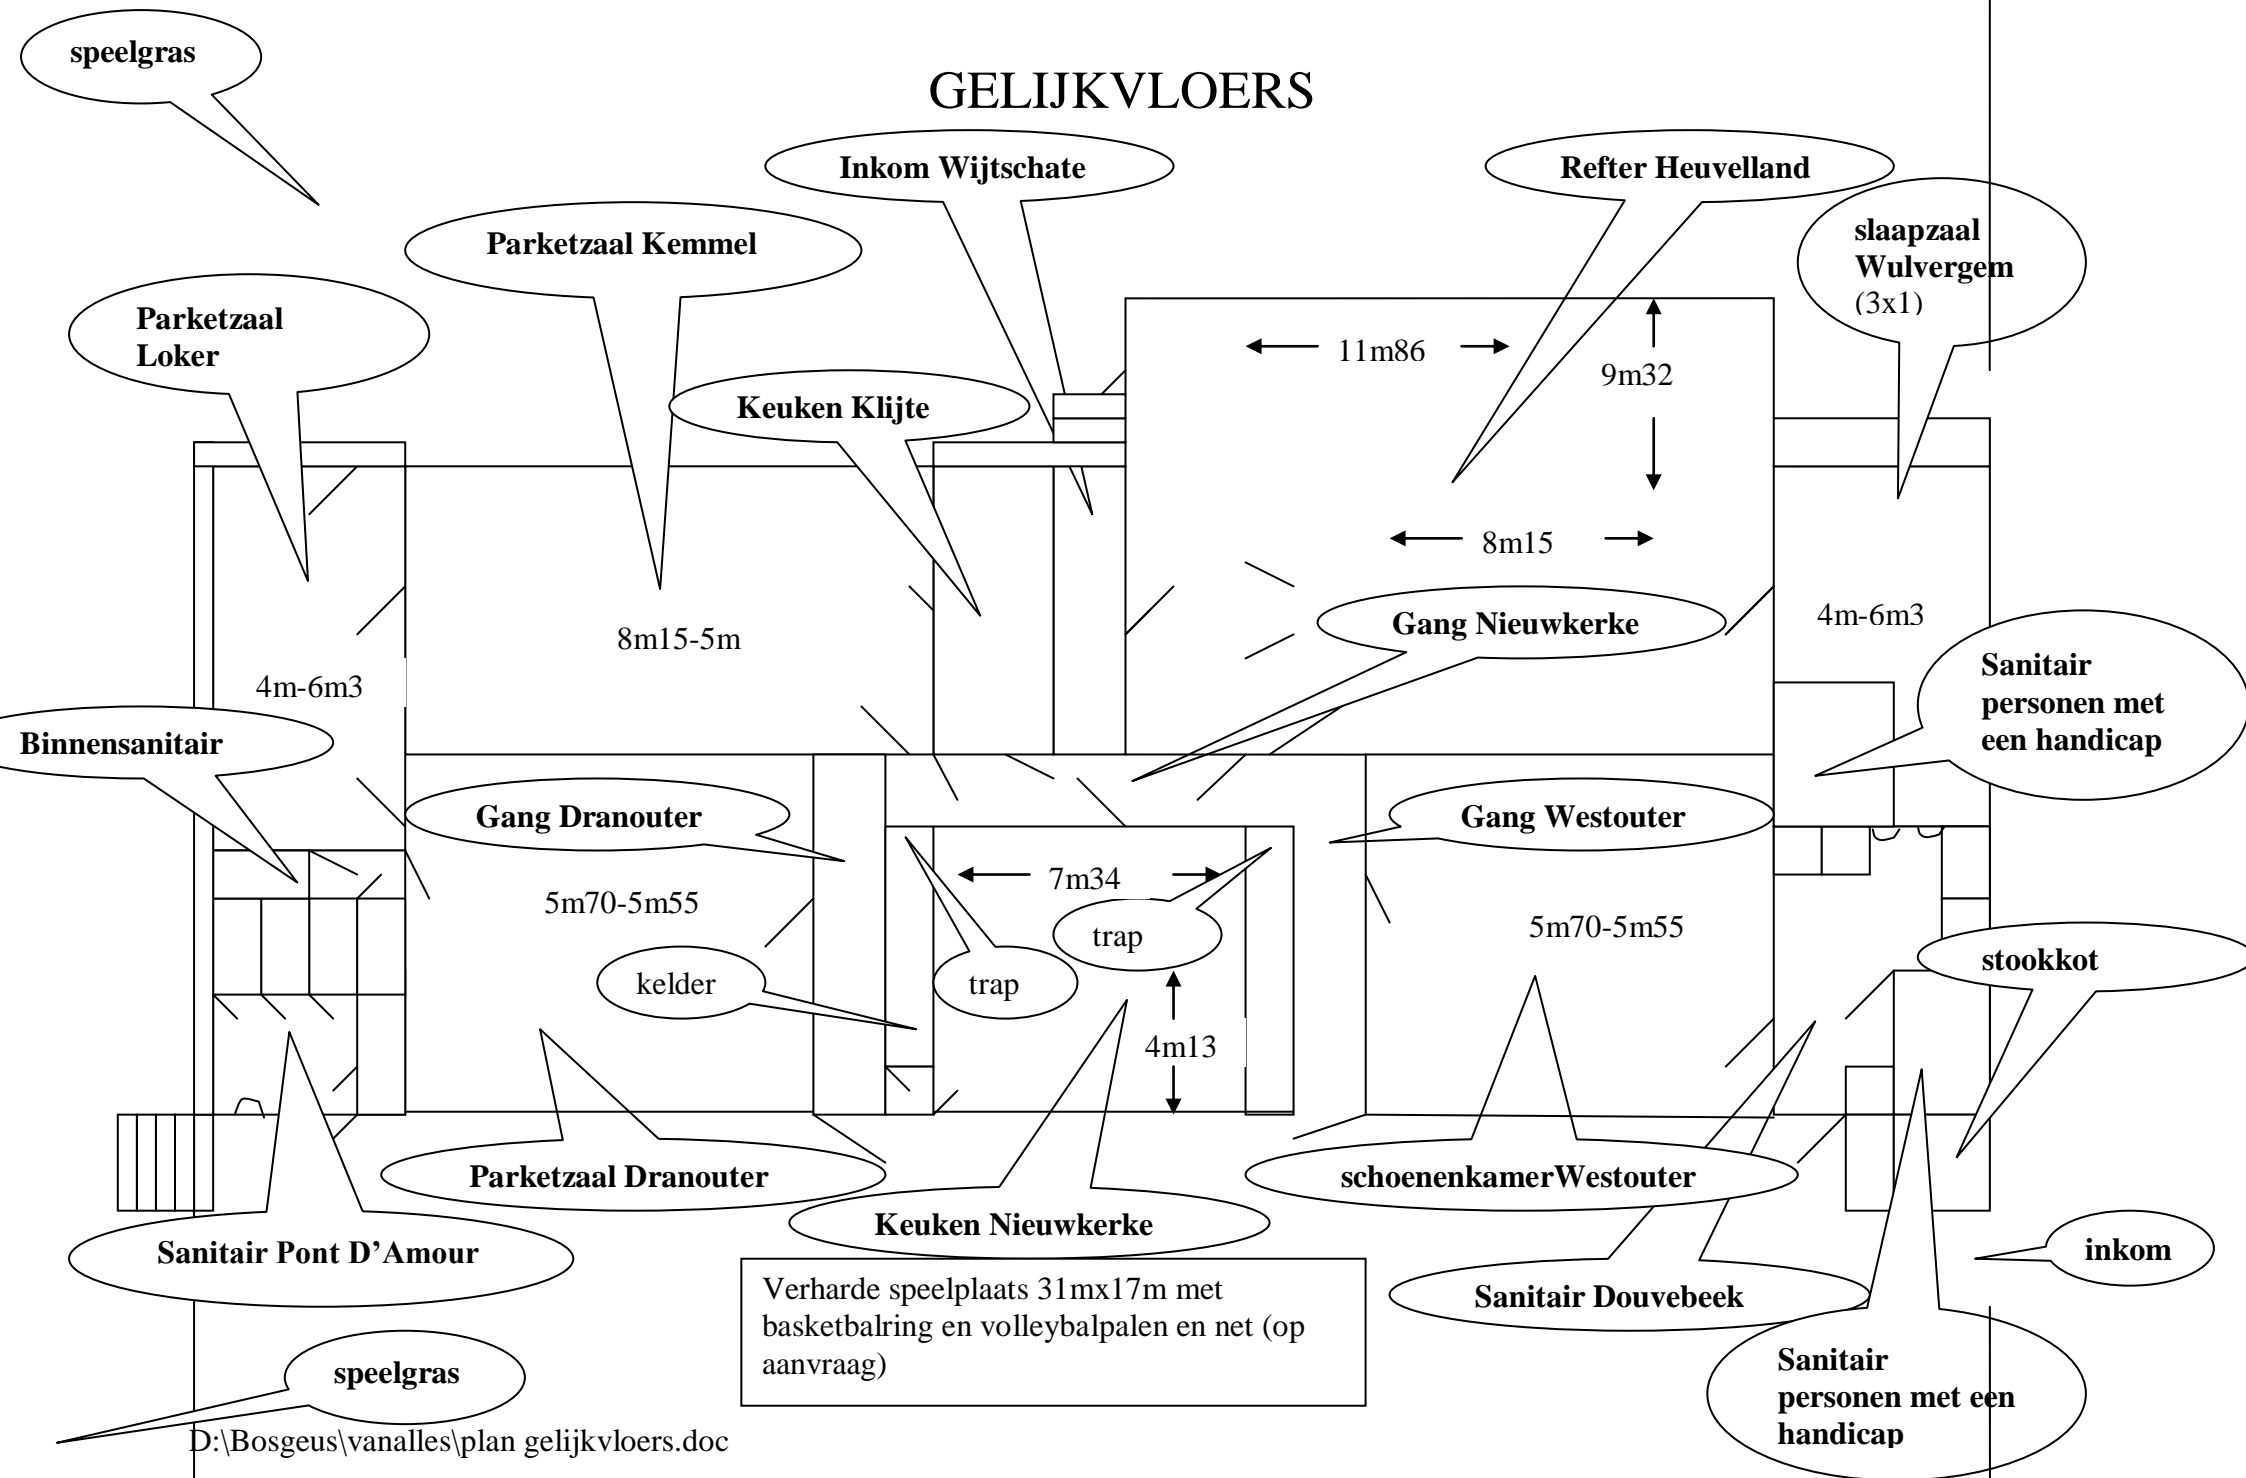 speelgras
GELIJKVLOERS
Inkom Wijtschate
Refter Heuvelland
Parketzaal Kemmel
slaapzaal
Wulvergem
(3x1)
Parketzaal
Loker
11m86
9m32
Keuken Klijte
8m15
8m15-5m
Gang Nieuwkerke
4m-6m3
4m-6m3
Sanitair
personen met
een handicap
Binnensanitair
Gang Dranouter
Gang Westouter
7m34
5m70-5m55
5m70-5m55
trap
kelder
trap
stookkot
4m13
Parketzaal Dranouter
schoenenkamerWestouter
Keuken Nieuwkerke
Sanitair Pont D’Amour
inkom
Verharde speelplaats 31mx17m met
basketbalring en volleybalpalen en net (op
aanvraag)
Sanitair Douvebeek
Sanitair
personen met een
handicap
speelgras
D:\Bosgeus\vanalles\plan gelijkvloers.doc